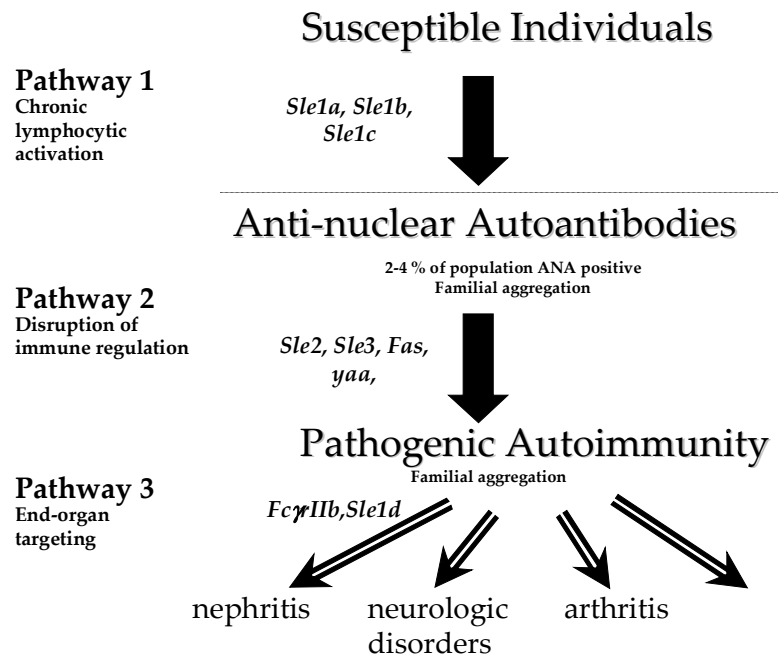 Susceptible Individuals
Pathway 1
Chronic
lymphocytic
activation
Sle1a, Sle1b,
Sle1c
Anti-nuclear Autoantibodies
2-4 % of population ANA positive
Familial aggregation
Pathway 2
Disruption of
immune regulation
Sle2, Sle3, Fas,
yaa,
Pathogenic Autoimmunity
Familial aggregation
Pathway 3
End-organ
targeting
FcγrIIb,Sle1d
nephritis
neurologic
disorders
arthritis